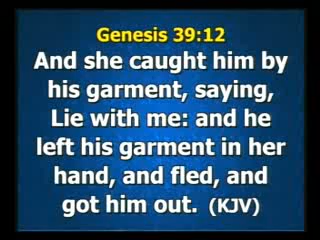 Genesis 39:12
And she caught him by
his garment, saying,
Lie with me: and he
left his garment in her
hand, and fled, and
got him out. (KJV)